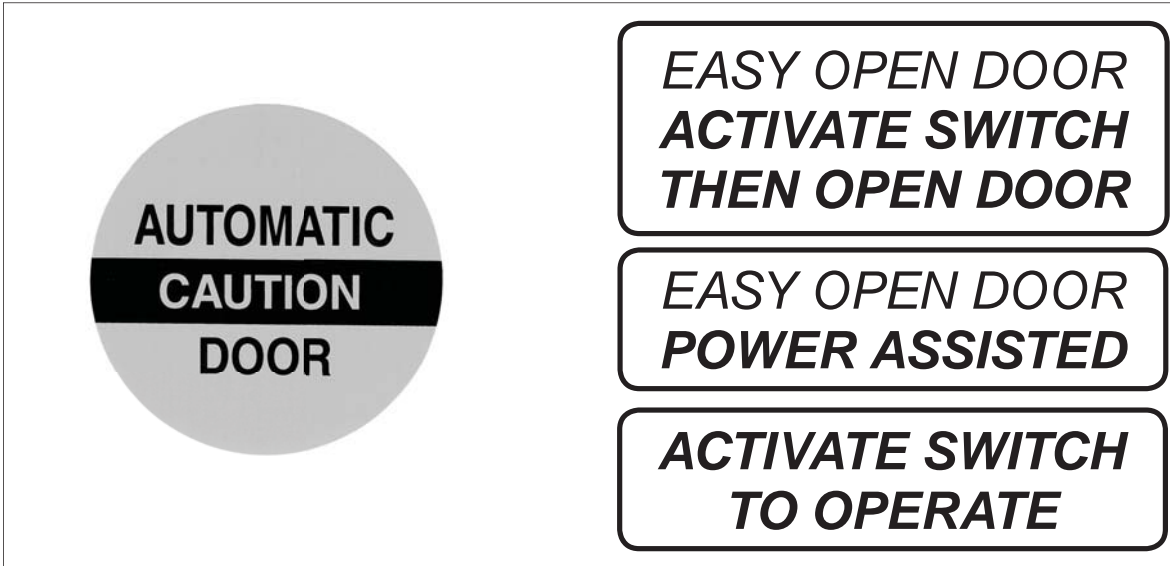 AUTOMATIC
CAUTION
DOOR
EASY OPEN DOOR
ACTIVATE SWITCH
THEN OPEN DOOR
EASY OPEN DOOR
POWER ASSISTED
ACTIVATE SWITCH
TO OPERATE